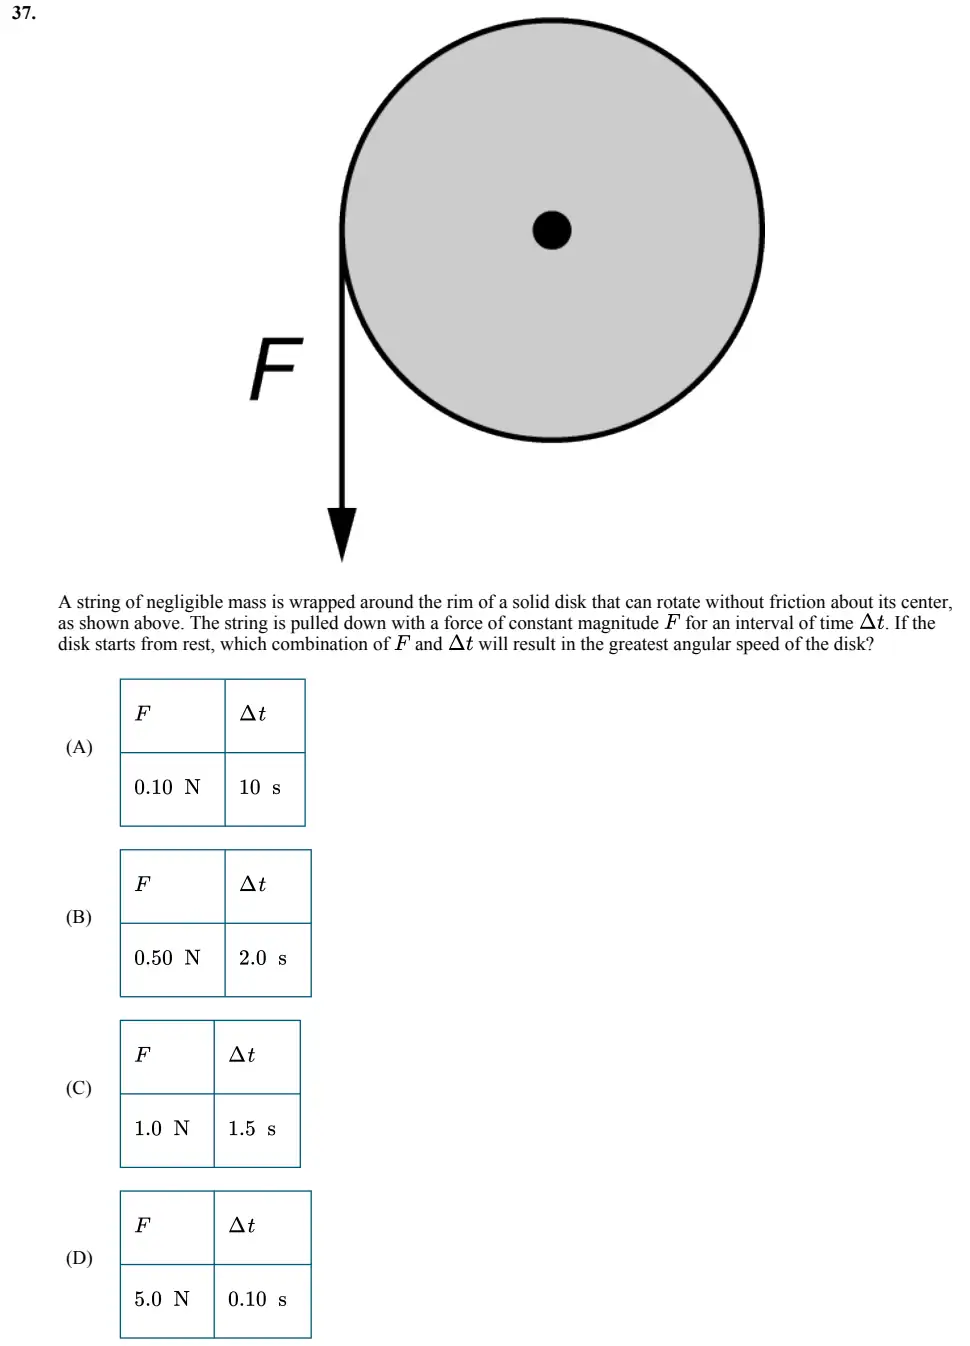 37.
F
A string of negligible mass is wrapped around the rim of a solid disk that can rotate without friction about its center,
as shown above. The string is pulled down with a force of constant magnitude F for an interval of time Δt. If the
disk starts from rest, which combination of F and Δt will result in the greatest angular speed of the disk?
F Δt
(A)
0.10 N 10 s
F Δt
(B)
0.50 N 2.0 s
F Δt
(C)
1.0 N 1.5 s
F Δt
(D)
5.0 N 0.10 s